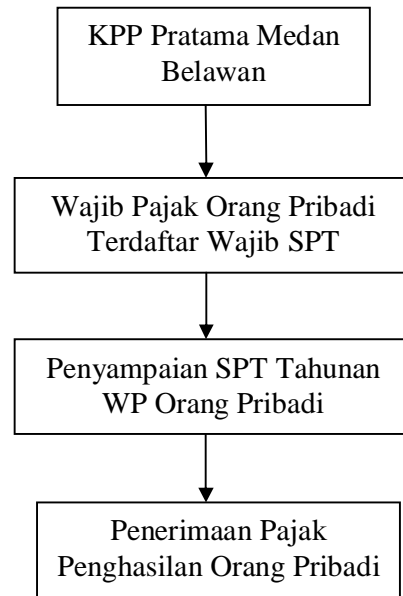 KPP Pratama Medan
Belawan
Wajib Pajak Orang Pribadi
Terdaftar Wajib SPT
Penyampaian SPT Tahunan
WP Orang Pribadi
Penerimaan Pajak
Penghasilan Orang Pribadi